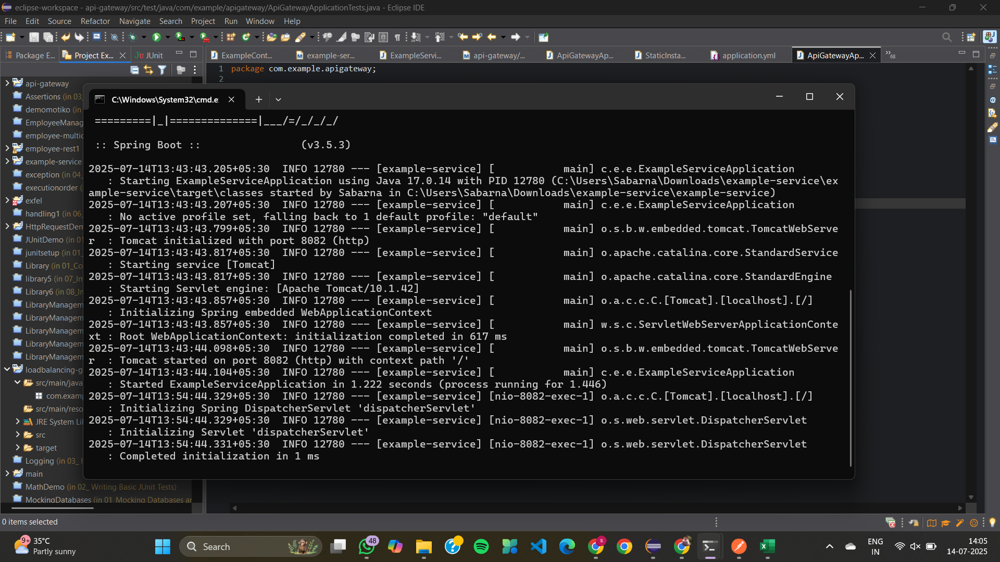 eclipse-workspace - api-gateway/src/test/java/com/example/apigateway/ApiGatewayApplicationTests.java - Eclipse IDE
File Edit Source Refactor Navigate Search Project Run Window Help
Package E... Project Ex... JUnit
ExampleCont... example-ser... ExampleServi... api-gateway/... ApiGatewayAp... StaticInsta... application.yml ApiGatewayAp... »68
1 package com.example.apigateway;
2
api-gateway
Assertions (in 03_
demomotiko (in
EmployeeManag
employee-multic
employee-rest1
example-service
exception (in 04_
executionorder (
exfel
handling1 (in 06_
HttpRequestDem
JUnitDemo (in 01
junitsetup (in 01_
Library (in 01_Co
library5 (in 07_In
Library6 (in 08_In
LibraryManagem
LibraryManagem
LibraryManagem
LibraryManagem
LibraryManagem
loadbalancing-g
src/main/java
com.examp
src/main/reso
JRE System Lib
src
target
Logging (in 03_
main
MathDemo (in 02_ Writing Basic JUnit Tests)
MockingDatabases (in 01_Mocking Databases ar
C:\Windows\System32\cmd.e
=========|_|==============|___/=/_/_/_/
:: Spring Boot :: (v3.5.3)
2025-07-14T13:43:43.205+05:30 INFO 12780 --- [example-service] [ main] c.e.e.ExampleServiceApplication
: Starting ExampleServiceApplication using Java 17.0.14 with PID 12780 (C:\Users\Sabarna\Downloads\example-service\ex
ample-service\target\classes started by Sabarna in C:\Users\Sabarna\Downloads\example-service\example-service)
2025-07-14T13:43:43.207+05:30 INFO 12780 --- [example-service] [ main] c.e.e.ExampleServiceApplication
: No active profile set, falling back to 1 default profile: "default"
2025-07-14T13:43:43.799+05:30 INFO 12780 --- [example-service] [ main] o.s.b.w.embedded.tomcat.TomcatWebServe
r : Tomcat initialized with port 8082 (http)
2025-07-14T13:43:43.817+05:30 INFO 12780 --- [example-service] [ main] o.apache.catalina.core.StandardService
: Starting service [Tomcat]
2025-07-14T13:43:43.817+05:30 INFO 12780 --- [example-service] [ main] o.apache.catalina.core.StandardEngine
: Starting Servlet engine: [Apache Tomcat/10.1.42]
2025-07-14T13:43:43.857+05:30 INFO 12780 --- [example-service] [ main] o.a.c.c.C.[Tomcat].[localhost].[/]
: Initializing Spring embedded WebApplicationContext
2025-07-14T13:43:43.857+05:30 INFO 12780 --- [example-service] [ main] w.s.c.ServletWebServerApplicationConte
xt : Root WebApplicationContext: initialization completed in 617 ms
2025-07-14T13:43:44.098+05:30 INFO 12780 --- [example-service] [ main] o.s.b.w.embedded.tomcat.TomcatWebServe
r : Tomcat started on port 8082 (http) with context path '/'
2025-07-14T13:43:44.104+05:30 INFO 12780 --- [example-service] [ main] c.e.e.ExampleServiceApplication
: Started ExampleServiceApplication in 1.222 seconds (process running for 1.446)
2025-07-14T13:54:44.329+05:30 INFO 12780 --- [example-service] [nio-8082-exec-1] o.a.c.c.C.[Tomcat].[localhost].[/]
: Initializing Spring DispatcherServlet 'dispatcherServlet'
2025-07-14T13:54:44.329+05:30 INFO 12780 --- [example-service] [nio-8082-exec-1] o.s.web.servlet.DispatcherServlet
: Initializing Servlet 'dispatcherServlet'
2025-07-14T13:54:44.331+05:30 INFO 12780 --- [example-service] [nio-8082-exec-1] o.s.web.servlet.DispatcherServlet
: Completed initialization in 1 ms
0 items selected
9+ 35°C
Partly sunny
Search
48
ENG
IN
14:05
14-07-2025